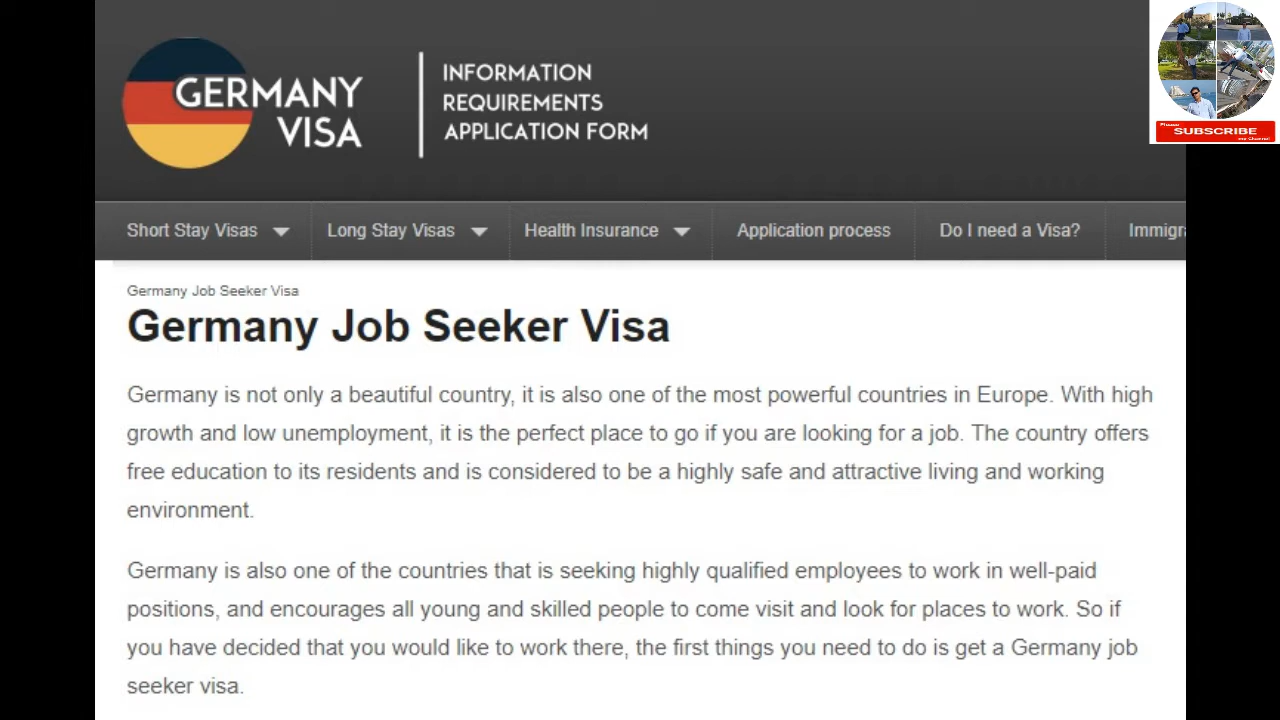 GERMANY
VISA
INFORMATION
REQUIREMENTS
APPLICATION FORM
Please
SUBSCRIBE
my Channel
Short Stay Visas
Long Stay Visas
Health Insurance
Application process
Do I need a Visa?
Immigra
Germany Job Seeker Visa
Germany Job Seeker Visa
Germany is not only a beautiful country, it is also one of the most powerful countries in Europe. With high
growth and low unemployment, it is the perfect place to go if you are looking for a job. The country offers
free education to its residents and is considered to be a highly safe and attractive living and working
environment.
Germany is also one of the countries that is seeking highly qualified employees to work in well-paid
positions, and encourages all young and skilled people to come visit and look for places to work. So if
you have decided that you would like to work there, the first things you need to do is get a Germany job
seeker visa.